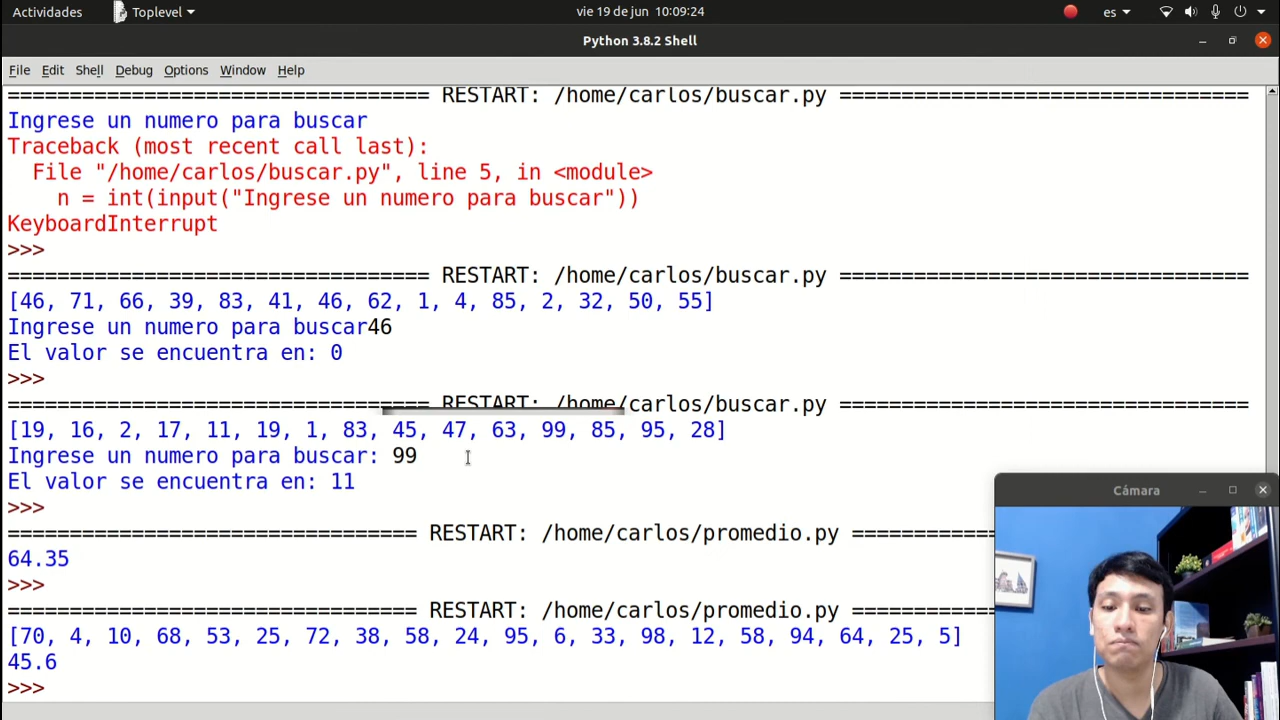 Actividades Toplevel vie 19 de jun 10:09:24 es
Python 3.8.2 Shell
File Edit Shell Debug Options Window Help
================================== RESTART: /home/carlos/buscar.py =================================
Ingrese un numero para buscar
Traceback (most recent call last):
  File "/home/carlos/buscar.py", line 5, in <module>
    n = int(input("Ingrese un numero para buscar"))
KeyboardInterrupt
>>>
================================== RESTART: /home/carlos/buscar.py =================================
[46, 71, 66, 39, 83, 41, 46, 62, 1, 4, 85, 2, 32, 50, 55]
Ingrese un numero para buscar46
El valor se encuentra en: 0
>>>
================================== RESTART: /home/carlos/buscar.py =================================
[19, 16, 2, 17, 11, 19, 1, 83, 45, 47, 63, 99, 85, 95, 28]
Ingrese un numero para buscar: 99
El valor se encuentra en: 11
>>>
================================= RESTART: /home/carlos/promedio.py ============
64.35
>>>
================================= RESTART: /home/carlos/promedio.py ============
[70, 4, 10, 68, 53, 25, 72, 38, 58, 24, 95, 6, 33, 98, 12, 58, 94, 64, 25, 5]
45.6
>>>
Cámara